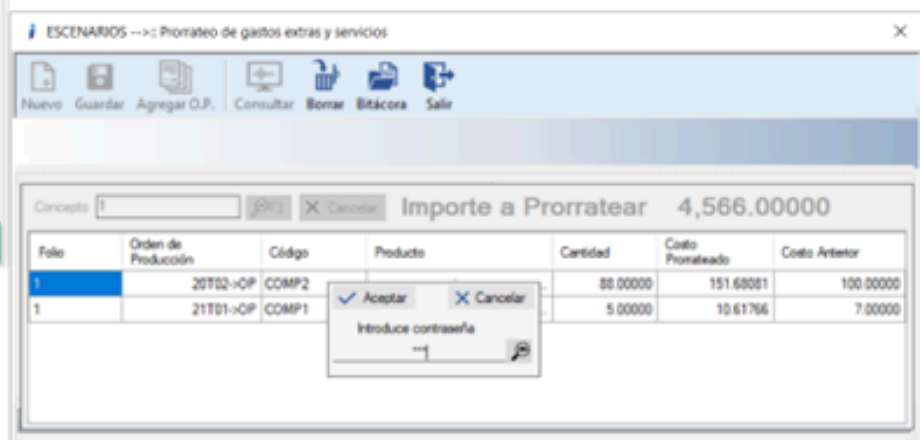 ESCENARIOS -->:: Prorrateo de gastos extras y servicios
Nuevo Guardar Agregar O.P. Consultar Borrar Bitácora Salir
Concepto 1 F3 Cancelar Importe a Prorratear 4,566.00000
Folio Orden de Producción Código Producto Cantidad Costo Prorrateado Costo Anterior
1 20T02->OP COMP2 88.00000 151.68081 100.00000
1 21T01->OP COMP1 5.00000 10.61766 7.00000
Aceptar Cancelar
Introduce contraseña
***